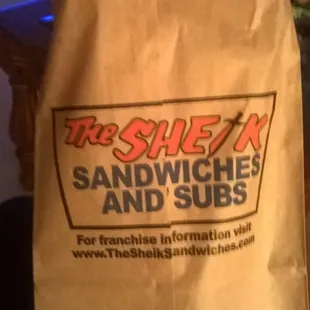 The SHEiK
SANDWICHES
AND SUBS
For franchise information visit
www.TheSheikSandwiches.com